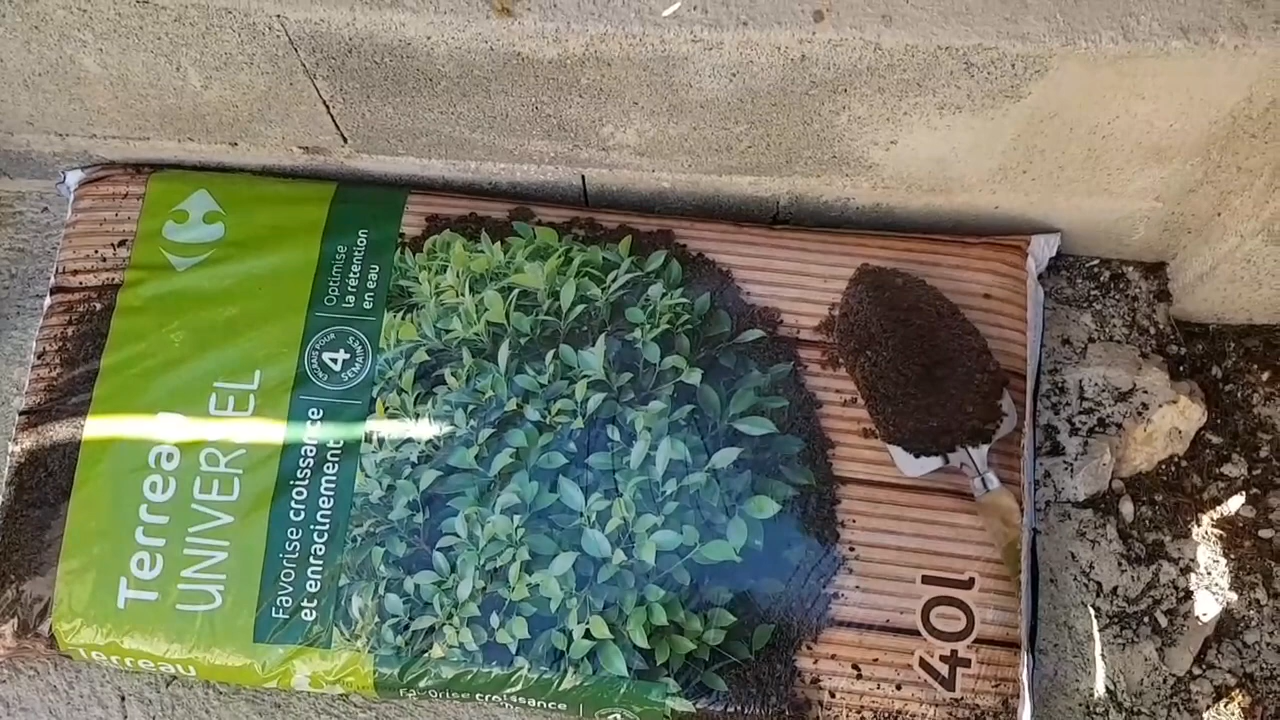 Terreau
UNIVERSEL
Favorise croissance
et enracinement
ENGRAIS POUR
4
SEMAINES
Optimise
la rétention
en eau
40l
Terreau
Favorise croissance
4